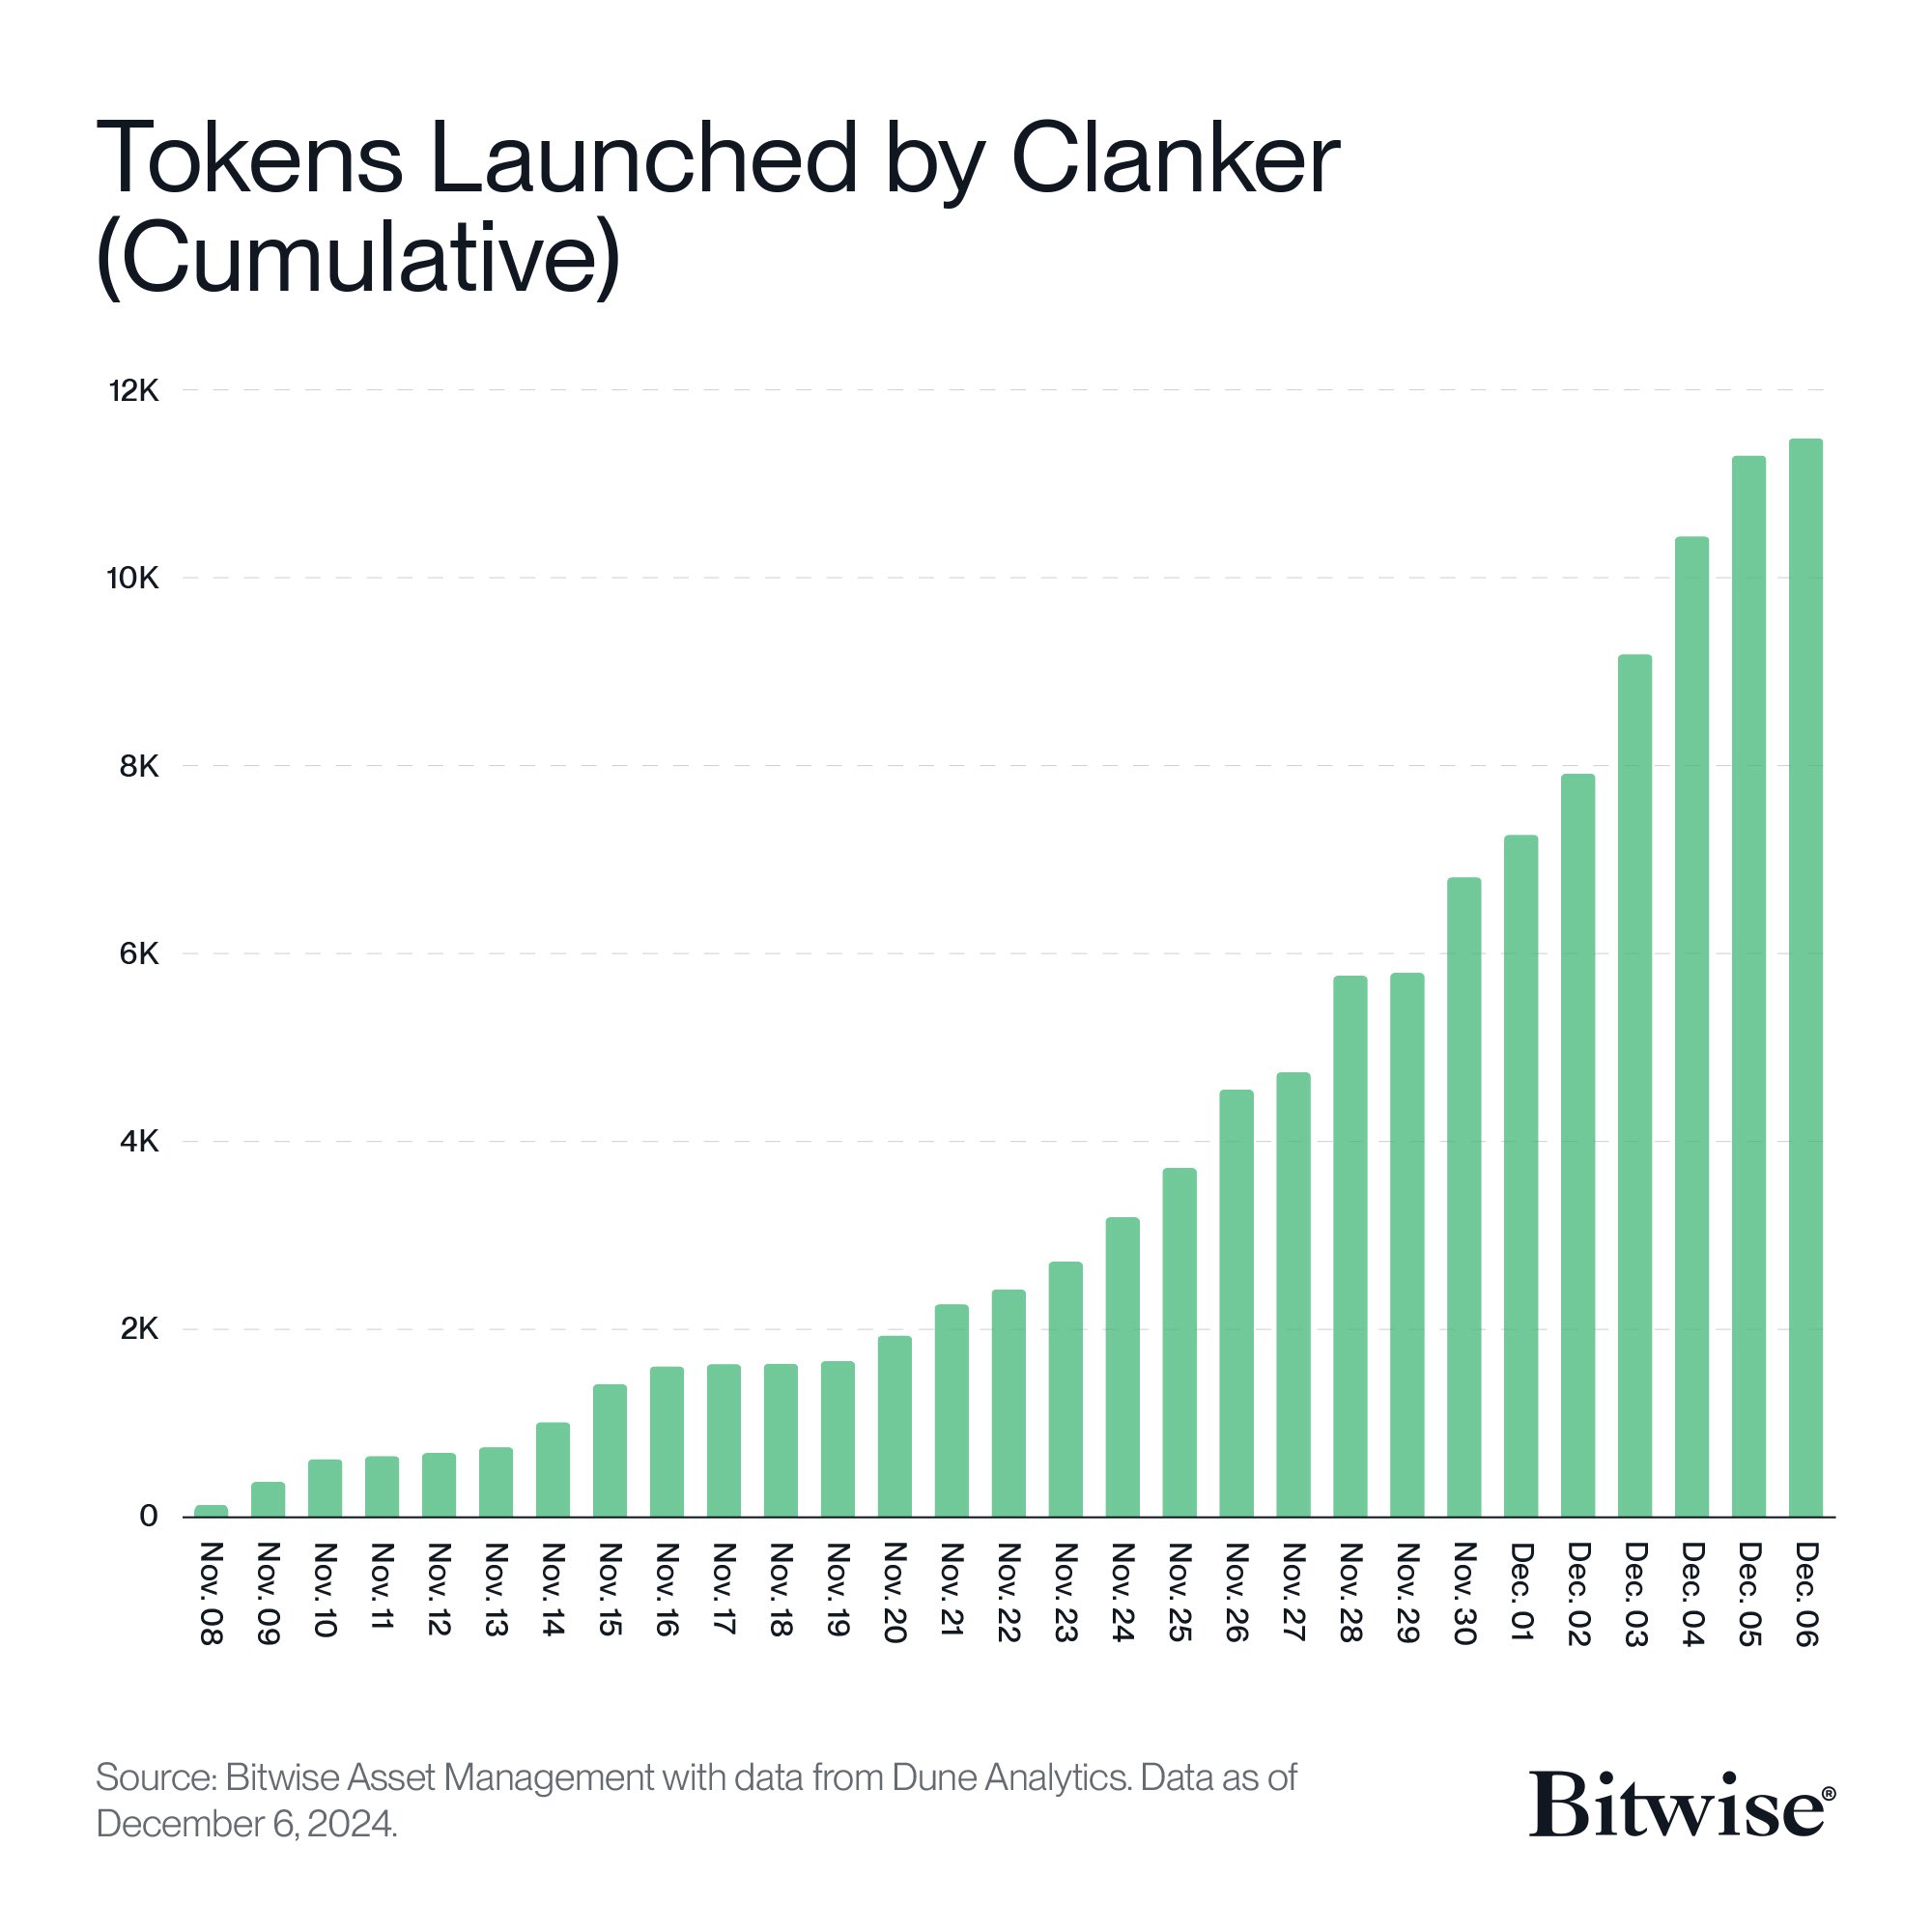 Tokens Launched by Clanker
(Cumulative)
12K
10K
8K
6K
4K
2K
0
Nov. 08
Nov. 09
Nov. 10
Nov. 11
Nov. 12
Nov. 13
Nov. 14
Nov. 15
Nov. 16
Nov. 17
Nov. 18
Nov. 19
Nov. 20
Nov. 21
Nov. 22
Nov. 23
Nov. 24
Nov. 25
Nov. 26
Nov. 27
Nov. 28
Nov. 29
Nov. 30
Dec. 01
Dec. 02
Dec. 03
Dec. 04
Dec. 05
Dec. 06
Source: Bitwise Asset Management with data from Dune Analytics. Data as of
December 6, 2024.
Bitwise®